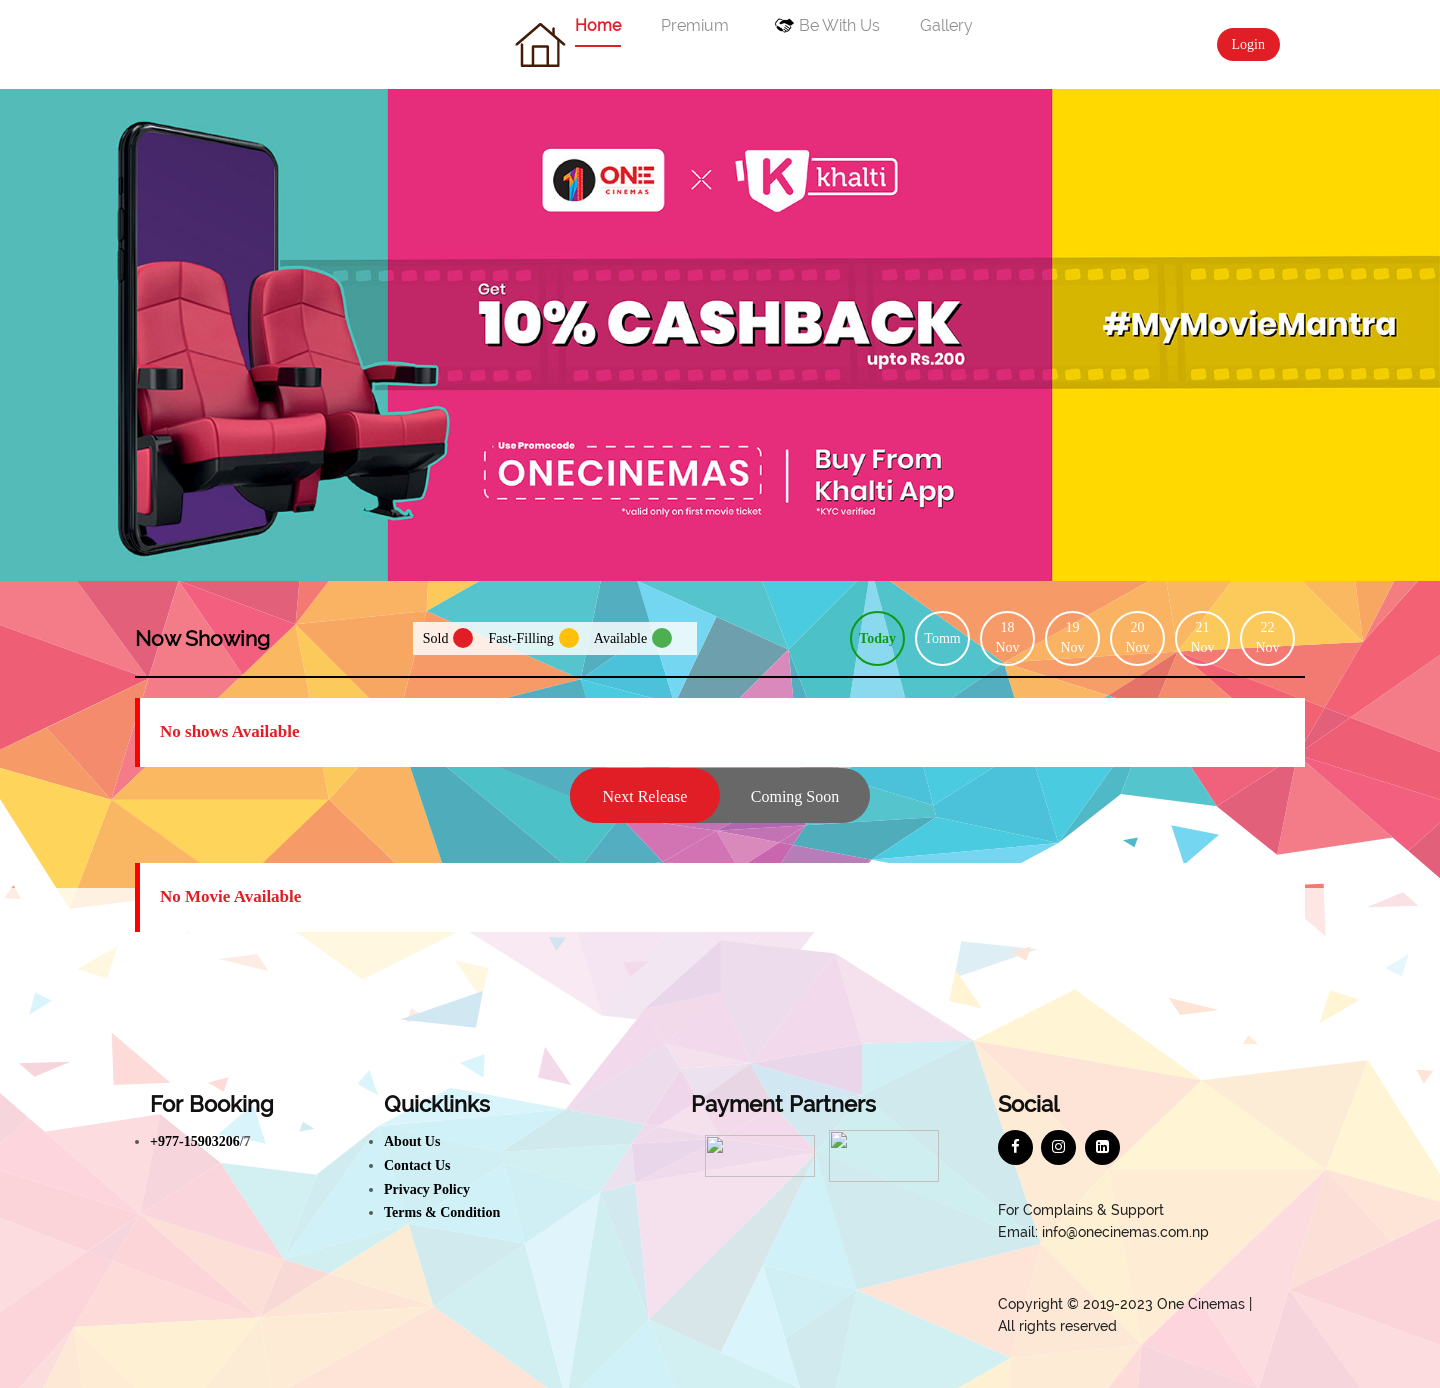 Home
Premium
Be With Us
Gallery
Login
1 ONE
CINEMAS
K khalti
Get
10% CASHBACK
upto Rs.200
#MyMovieMantra
Use Promocode
ONECINEMAS
*valid only on first movie ticket
Buy From
Khalti App
*KYC verified
Now Showing
Sold
Fast-Filling
Available
Today
Tomm
18
Nov
19
Nov
20
Nov
21
Nov
22
Nov
No shows Available
Next Release
Coming Soon
No Movie Available
For Booking
+977-15903206/7
Quicklinks
About Us
Contact Us
Privacy Policy
Terms & Condition
Payment Partners
Social
For Complains & Support
Email: info@onecinemas.com.np
Copyright © 2019-2023 One Cinemas |
All rights reserved